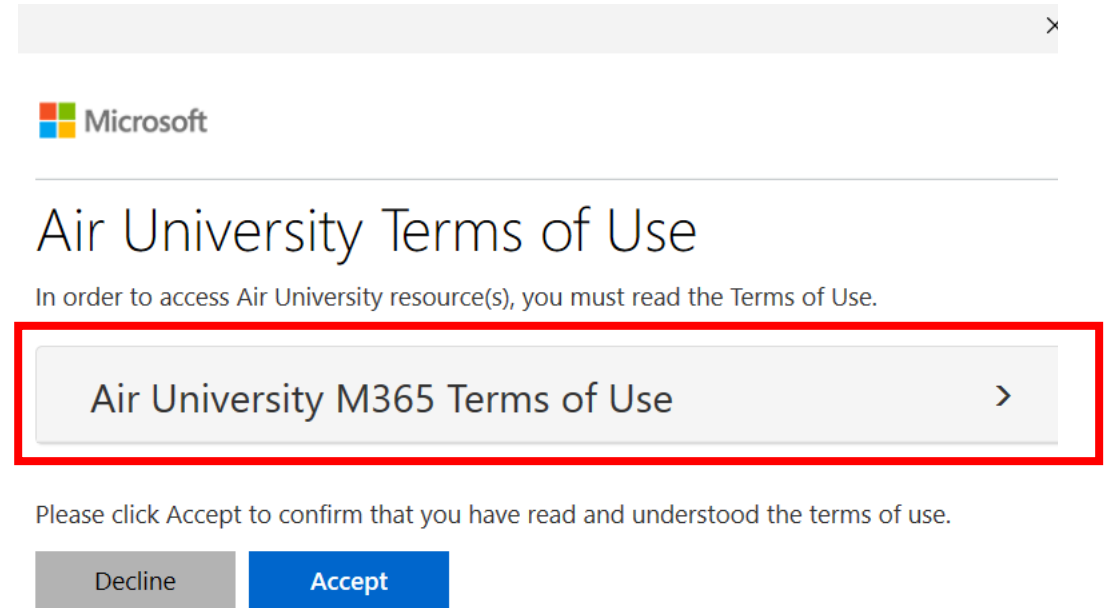 Microsoft
Air University Terms of Use
In order to access Air University resource(s), you must read the Terms of Use.
Air University M365 Terms of Use
Please click Accept to confirm that you have read and understood the terms of use.
Decline Accept